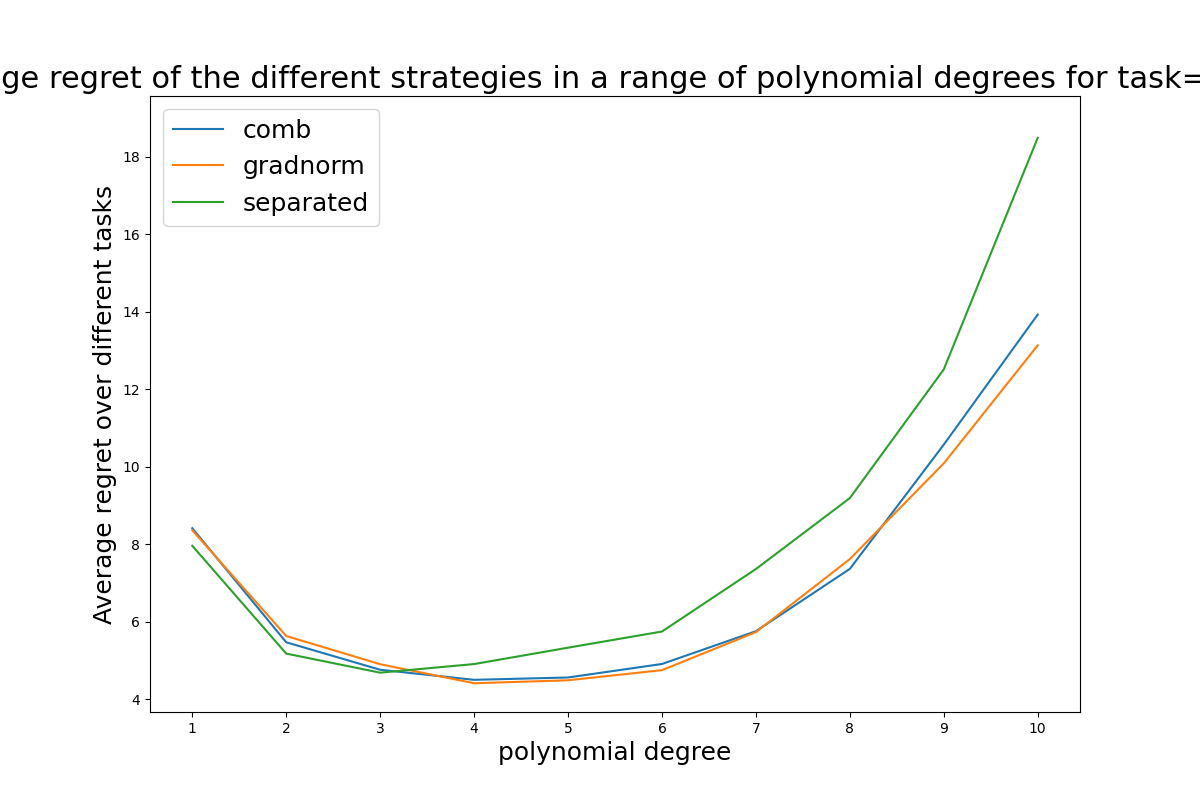 ge regret of the different strategies in a range of polynomial degrees for task=
comb
gradnorm
separated
Average regret over different tasks
18
16
14
12
10
8
6
4
1 2 3 4 5 6 7 8 9 10
polynomial degree